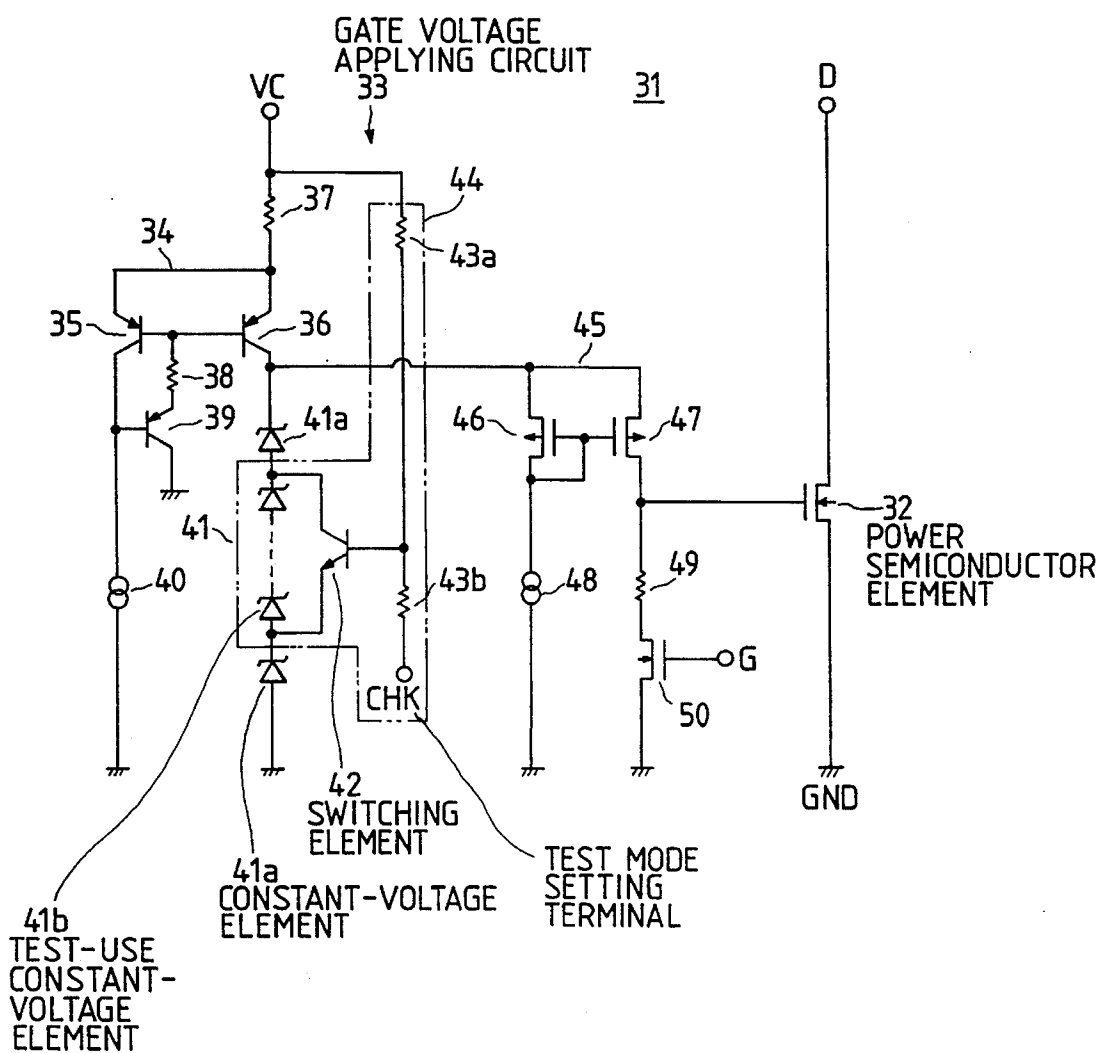 GATE VOLTAGE
APPLYING CIRCUIT
33
31
VC
D
37
44
43a
34
35
36
45
38
39
41a
46
47
41
32
POWER
SEMICONDUCTOR
ELEMENT
40
43b
48
49
G
CHK
50
42
SWITCHING
ELEMENT
GND
41a
CONSTANT-VOLTAGE
ELEMENT
TEST MODE
SETTING
TERMINAL
41b
TEST-USE
CONSTANT-
VOLTAGE
ELEMENT